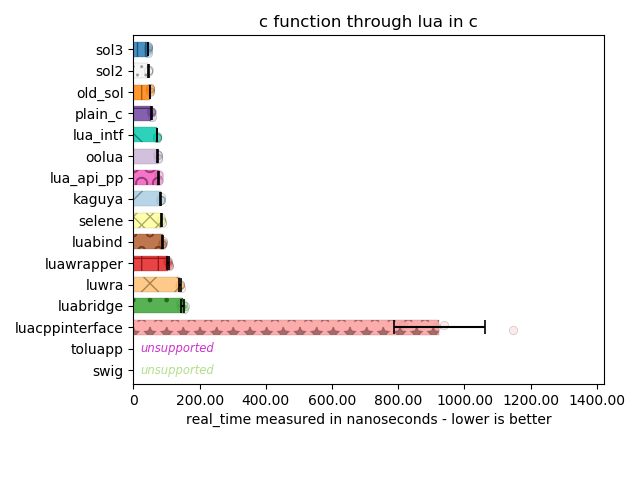 c function through lua in c
sol3
sol2
old_sol
plain_c
lua_intf
oolua
lua_api_pp
kaguya
selene
luabind
luawrapper
luwra
luabridge
luacppinterface
toluapp unsupported
swig unsupported
0 200.00 400.00 600.00 800.00 1000.00 1200.00 1400.00
real_time measured in nanoseconds - lower is better